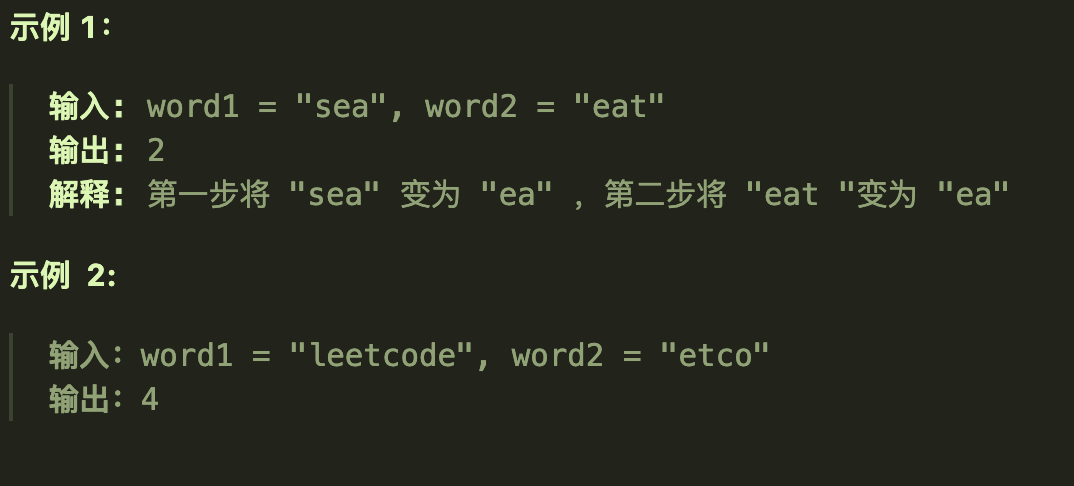 示例 1：
输入: word1 = "sea", word2 = "eat"
输出: 2
解释: 第一步将 "sea" 变为 "ea" ，第二步将 "eat "变为 "ea"
示例  2:
输入：word1 = "leetcode", word2 = "etco"
输出：4